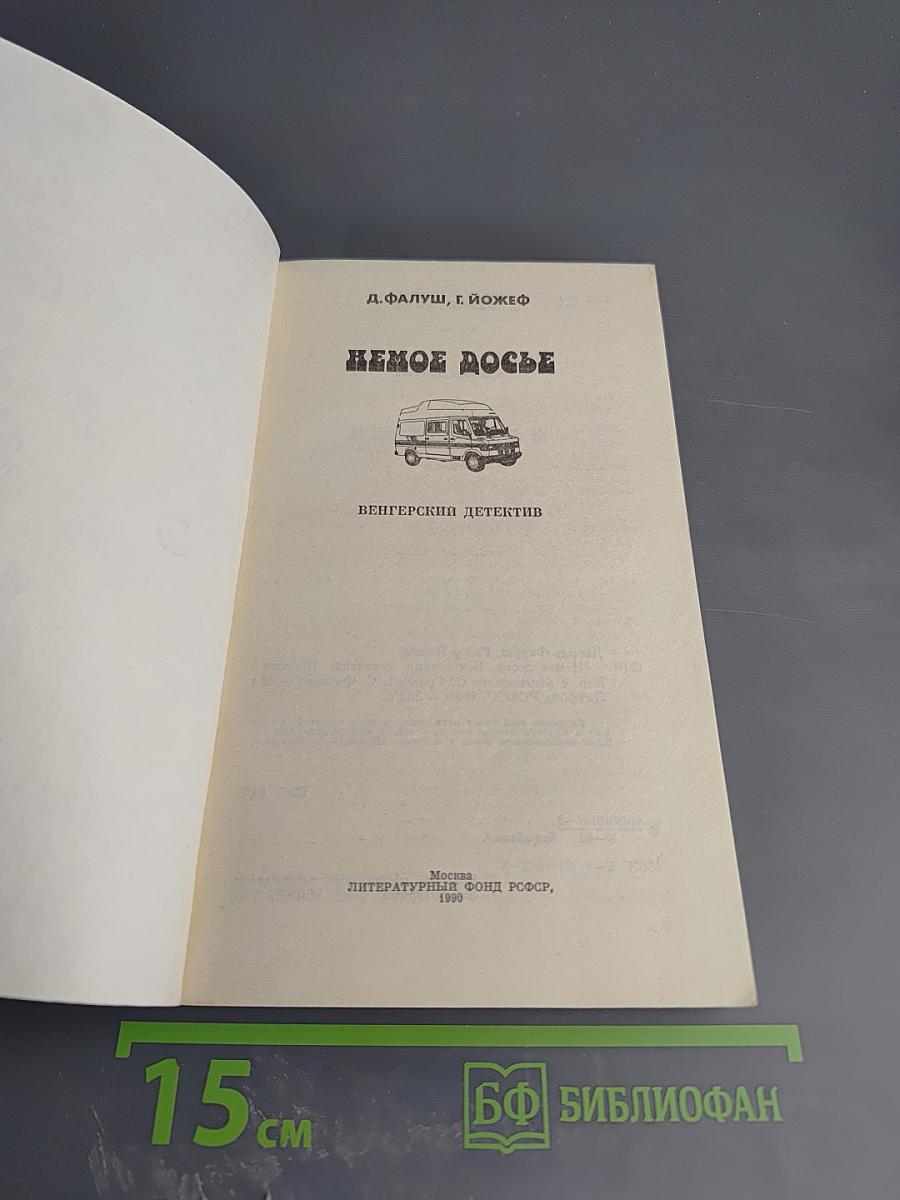 Д.ФАЛУШ, Г. ЙОЖЕФ
НЕМОЕ ДОСЬЕ
ВЕНГЕРСКИЙ ДЕТЕКТИВ
Москва
ЛИТЕРАТУРНЫЙ ФОНД РСФСР,
1990
15 см
БФ БИБЛИОФАН